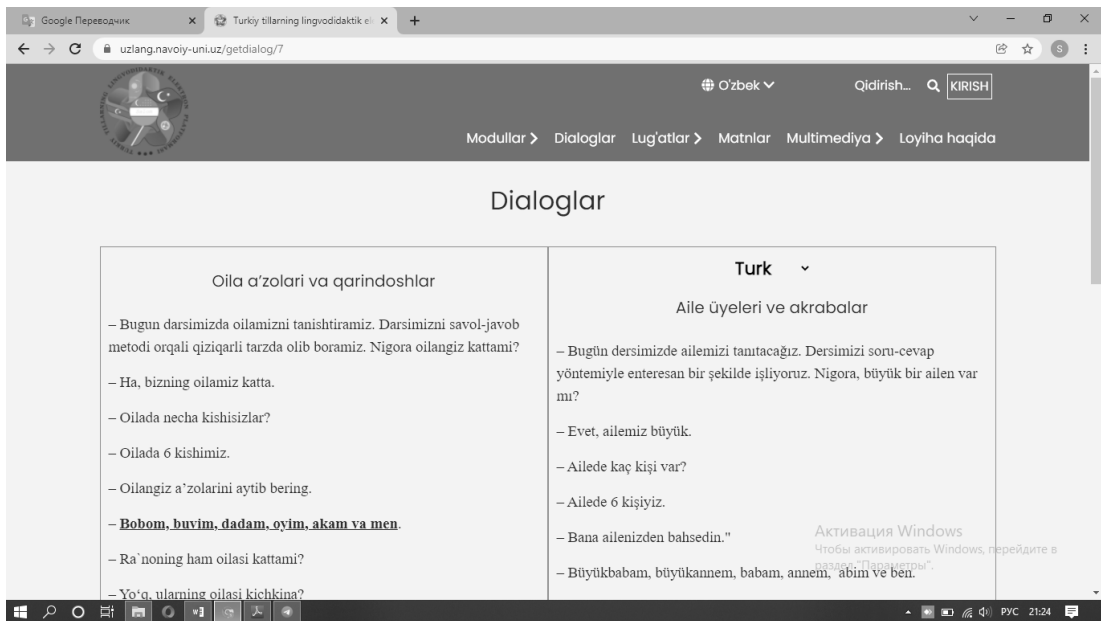 Google Переводчик
Turkiy tillarning lingvodidaktik el
uzlang.navoiy-uni.uz/getdialog/7
S
O'zbek
Qidirish...
KIRISH
Modullar
Dialoglar
Lug'atlar
Matnlar
Multimediya
Loyiha haqida
Dialoglar
Oila a'zolari va qarindoshlar
– Bugun darsimizda oilamizni tanishtiramiz. Darsimizni savol-javob
metodi orqali qiziqarli tarzda olib boramiz. Nigora oilangiz kattami?
– Ha, bizning oilamiz katta.
– Oilada necha kishisizlar?
– Oilada 6 kishimiz.
– Oilangiz a'zolarini aytib bering.
– Bobom, buvim, dadam, oyim, akam va men.
– Ra`noning ham oilasi kattami?
– Yo‘q, ularning oilasi kichkina?
Turk
Aile üyeleri ve akrabalar
– Bugün dersimizde ailemizi tanıtacağız. Dersimizi soru-cevap
yöntemiyle enteresan bir şekilde işliyoruz. Nigora, büyük bir ailen var
mı?
– Evet, ailemiz büyük.
– Ailede kaç kişi var?
– Ailede 6 kişiyiz.
– Bana ailenizden bahsedin."
– Büyükbabam, büyükannem, babam, annem, abim ve ben.
Активация Windows
Чтобы активировать Windows, перейдите в
раздел "Параметры".
РУС 21:24